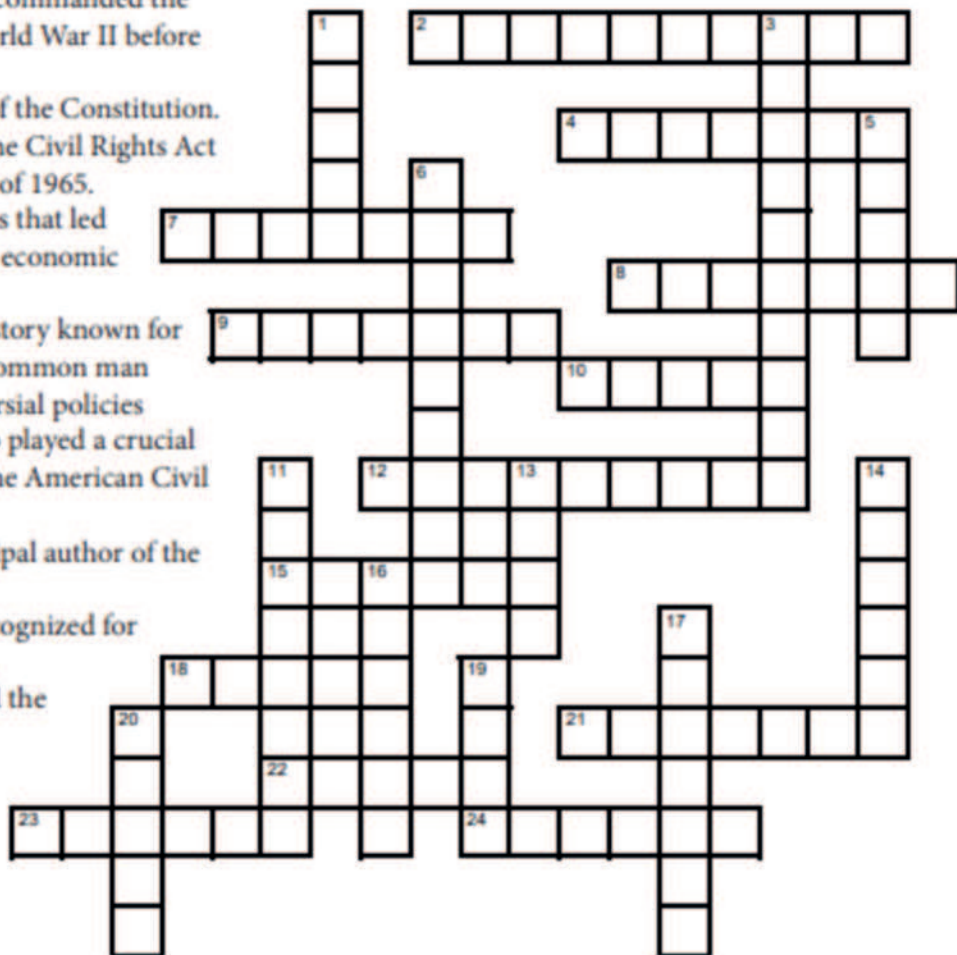 commanded the
1 2 3
rld War II before
f the Constitution.
4 5
he Civil Rights Act
6
of 1965.
s that led
7
economic
8
tory known for
9
ommon man
10
rsial policies
played a crucial
11 12 13 14
he American Civil
pal author of the
15 16
ognized for
17
18 19
the
20 21
22
23 24